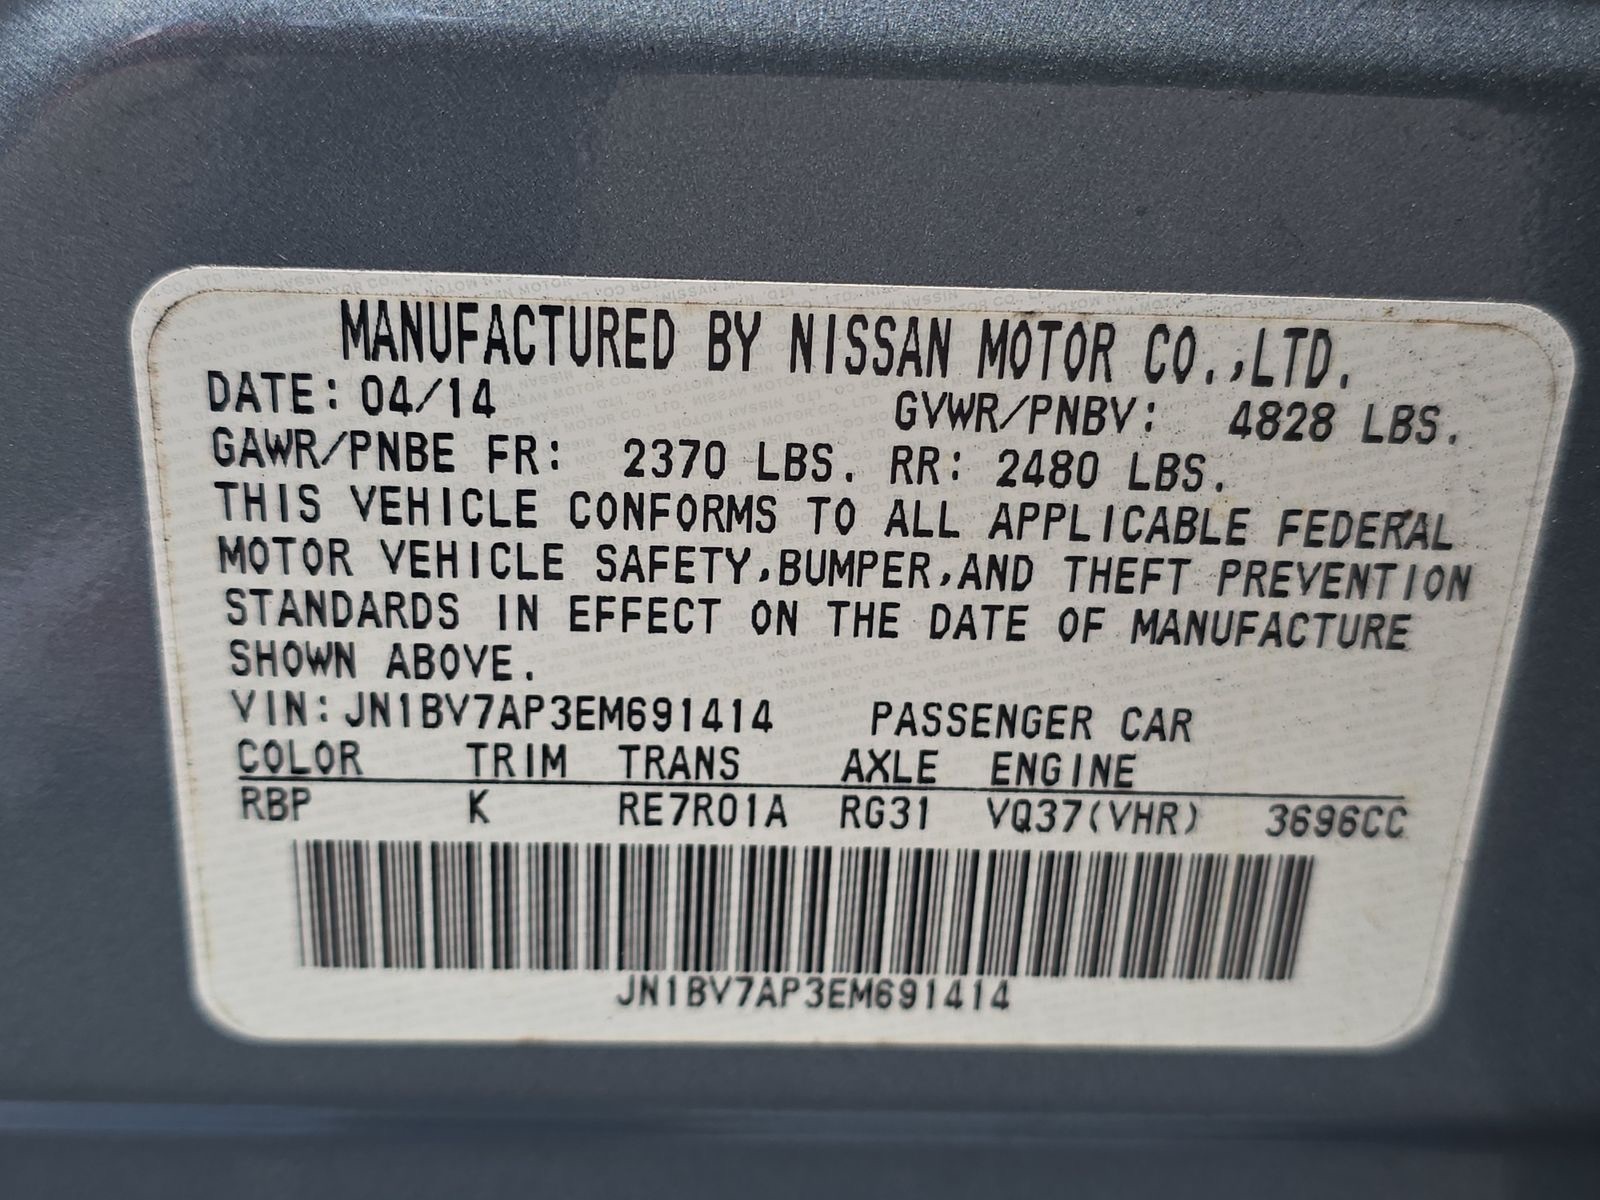 MANUFACTURED BY NISSAN MOTOR CO.,LTD.
DATE: 04/14 GVWR/PNBV: 4828 LBS.
GAWR/PNBE FR: 2370 LBS. RR: 2480 LBS.
THIS VEHICLE CONFORMS TO ALL APPLICABLE FEDERAL
MOTOR VEHICLE SAFETY,BUMPER,AND THEFT PREVENTION
STANDARDS IN EFFECT ON THE DATE OF MANUFACTURE
SHOWN ABOVE.
VIN:JN1BV7AP3EM691414 PASSENGER CAR
COLOR TRIM TRANS AXLE ENGINE
RBP K RE7R01A RG31 VQ37(VHR) 3696CC
JN1BV7AP3EM691414